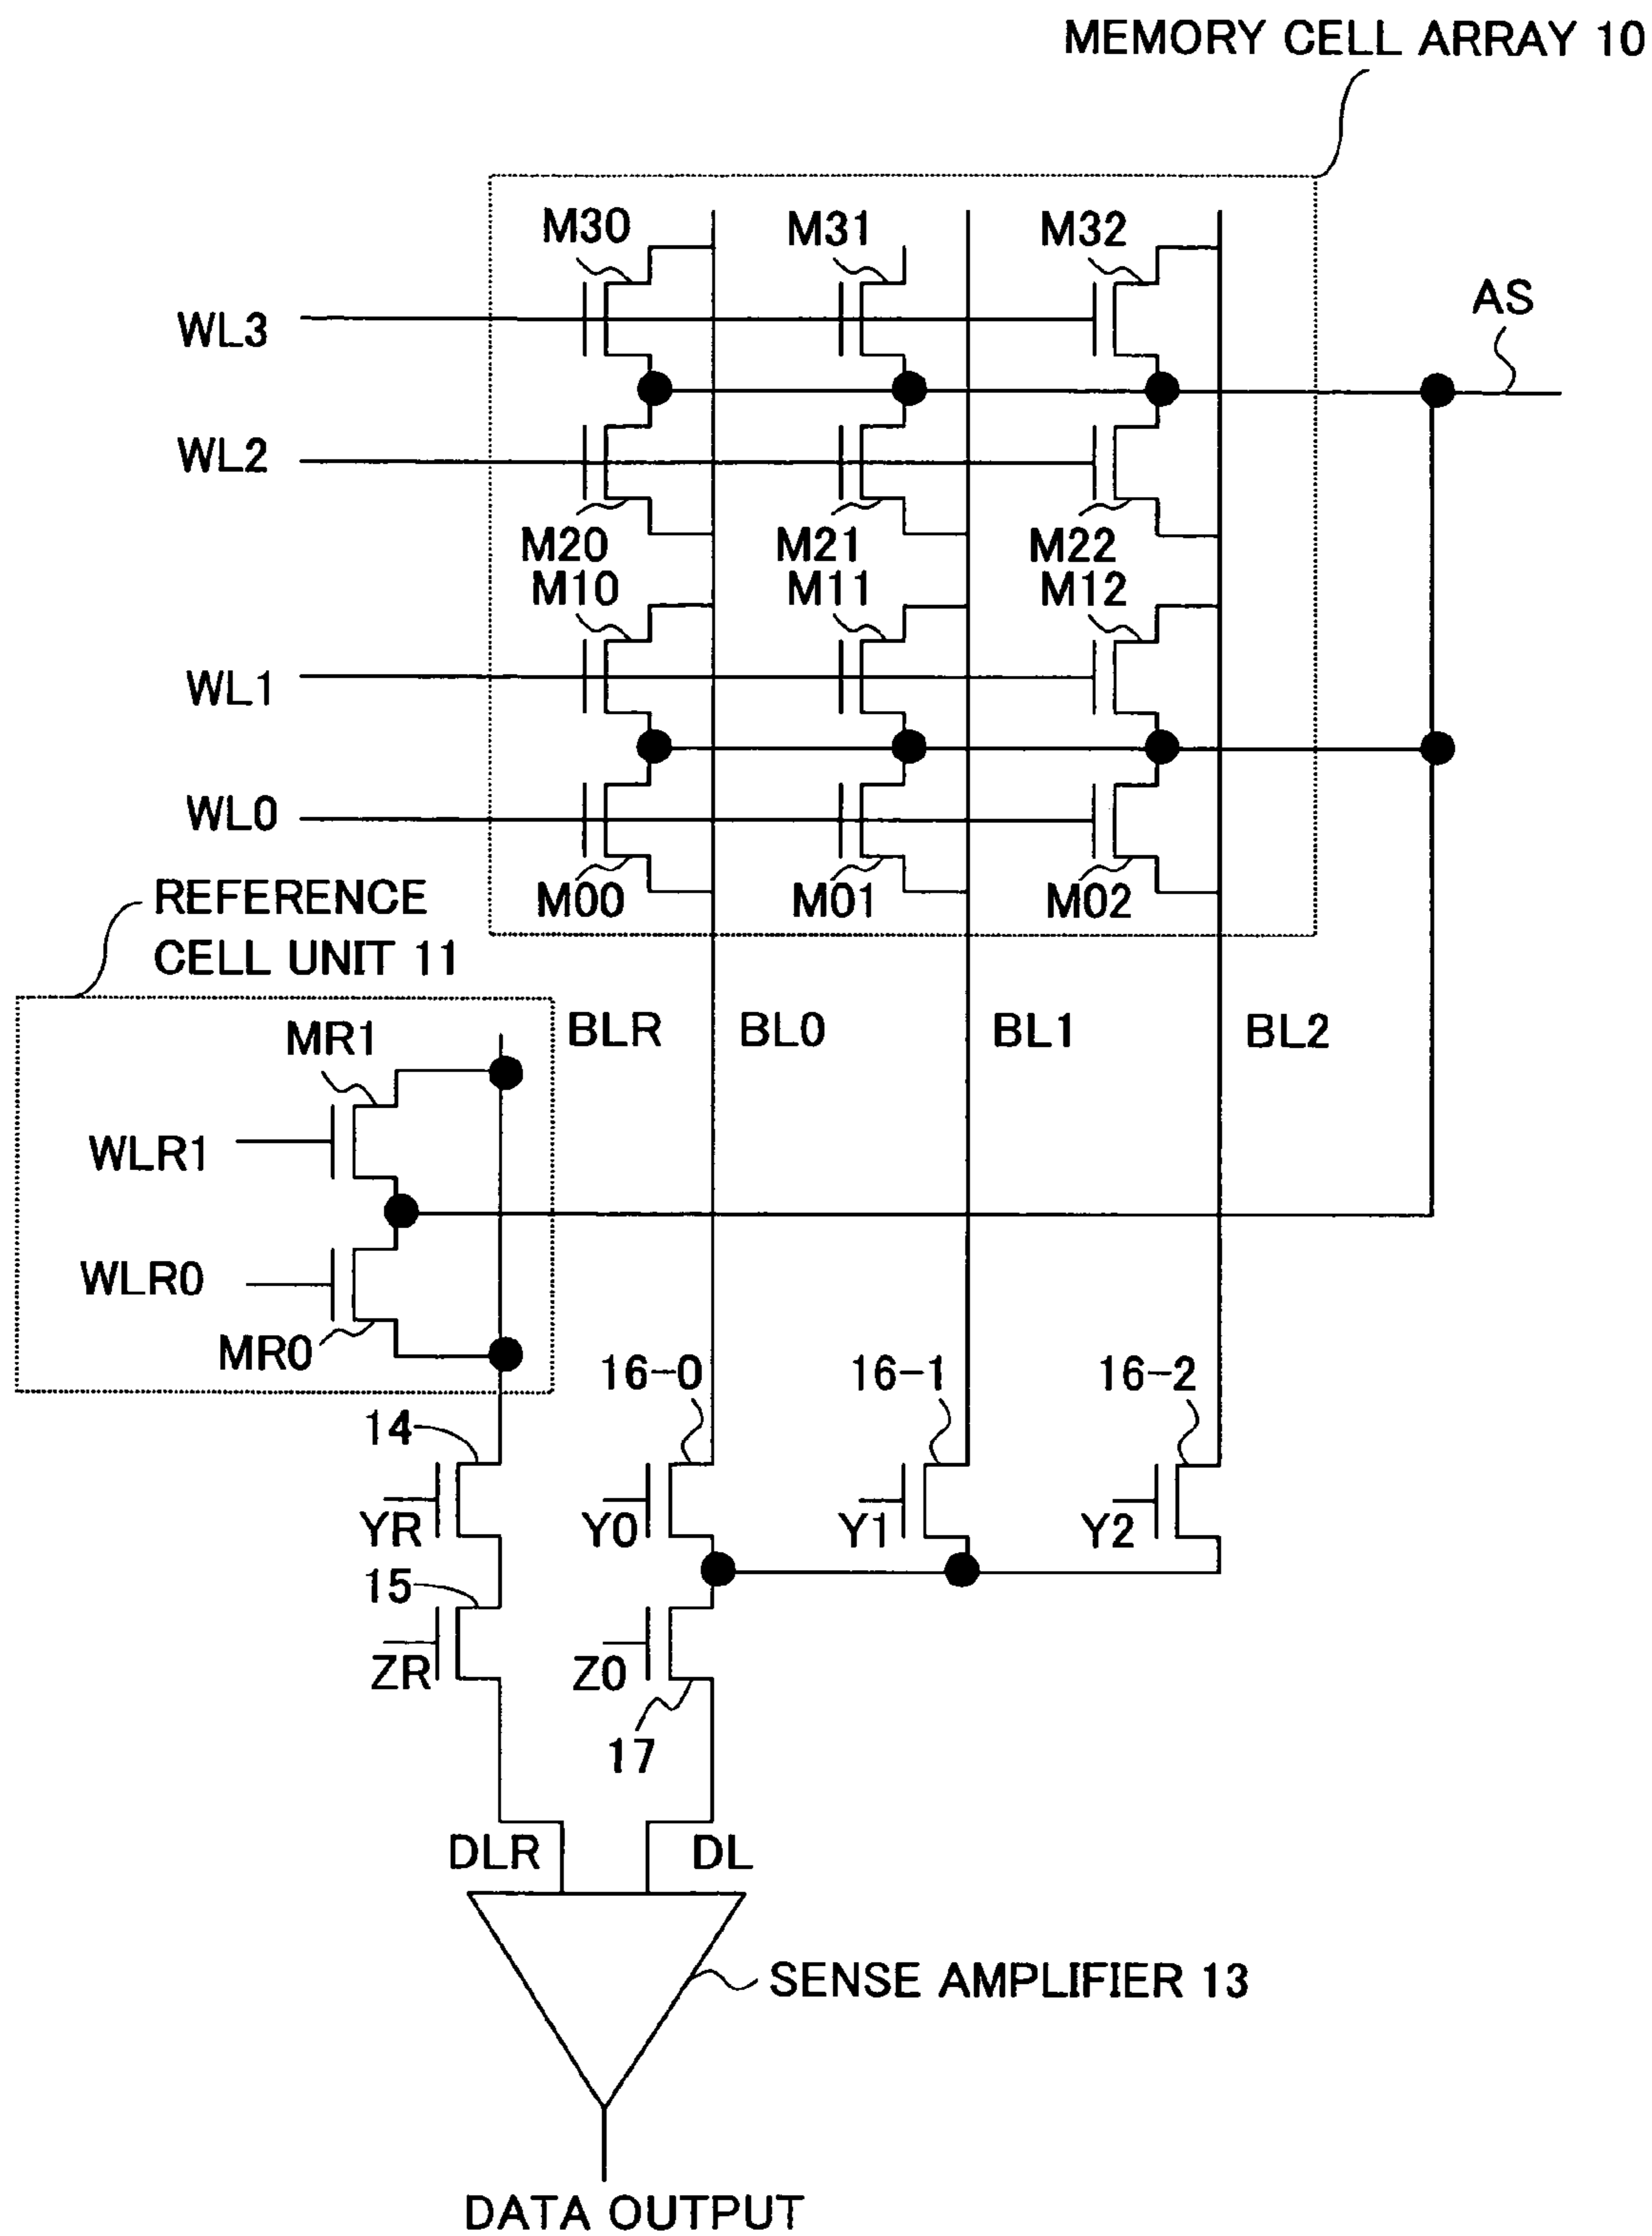 MEMORY CELL ARRAY 10
M30 M31 M32
AS
WL3
WL2
M20 M21 M22
M10 M11 M12
WL1
WL0
M00 M01 M02
REFERENCE
CELL UNIT 11
BLR BL0 BL1 BL2
MR1
WLR1
WLR0
MR0
16-0 16-1 16-2
14
YR Y0 Y1 Y2
15
ZR Z0
17
DLR DL
SENSE AMPLIFIER 13
DATA OUTPUT